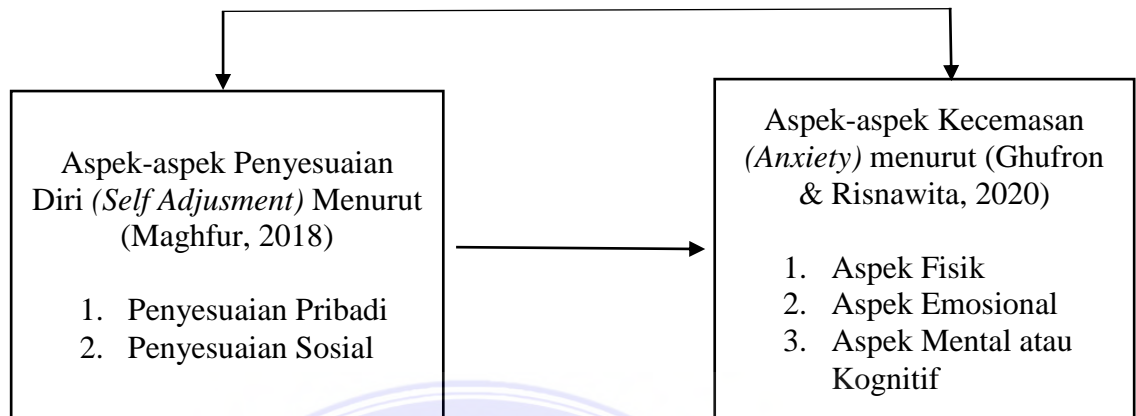 Aspek-aspek Penyesuaian
Diri (Self Adjusment) Menurut
(Maghfur, 2018)
1. Penyesuaian Pribadi
2. Penyesuaian Sosial
Aspek-aspek Kecemasan
(Anxiety) menurut (Ghufron
& Risnawita, 2020)
1. Aspek Fisik
2. Aspek Emosional
3. Aspek Mental atau
Kognitif